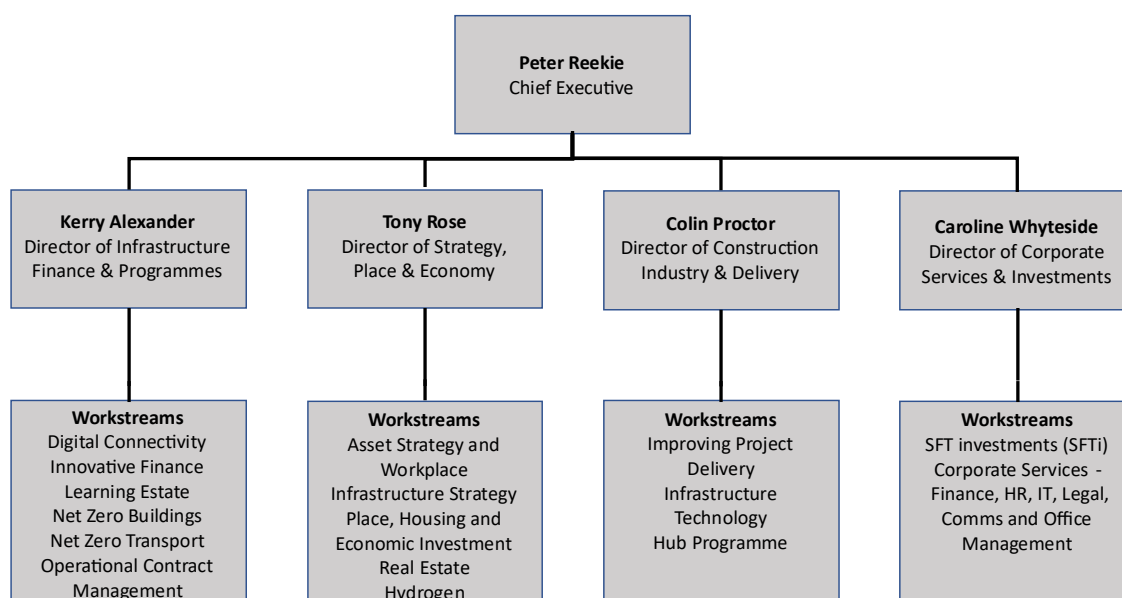 Peter Reekie
Chief Executive
Kerry Alexander
Director of Infrastructure
Finance & Programmes
Tony Rose
Director of Strategy,
Place & Economy
Colin Proctor
Director of Construction
Industry & Delivery
Caroline Whyteside
Director of Corporate
Services & Investments
Workstreams
Digital Connectivity
Innovative Finance
Learning Estate
Net Zero Buildings
Net Zero Transport
Operational Contract
Management
Workstreams
Asset Strategy and
Workplace
Infrastructure Strategy
Place, Housing and
Economic Investment
Real Estate
Hydrogen
Workstreams
Improving Project
Delivery
Infrastructure
Technology
Hub Programme
Workstreams
SFT investments (SFTi)
Corporate Services -
Finance, HR, IT, Legal,
Comms and Office
Management